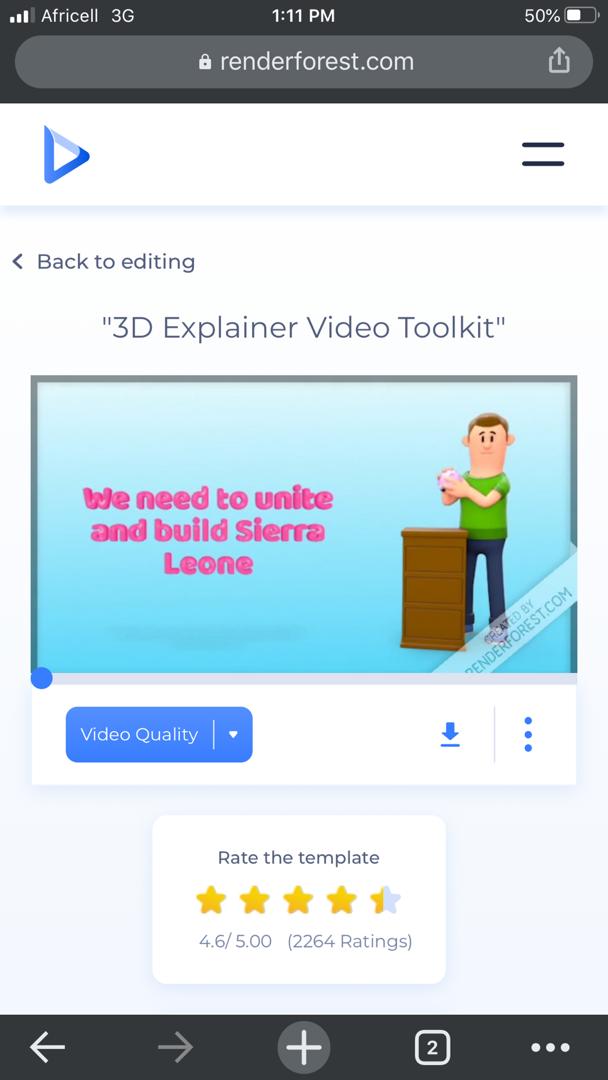 Africell 3G 1:11 PM 50%
renderforest.com
Back to editing
"3D Explainer Video Toolkit"
We need to unite
and build Sierra
Leone
CREATED BY
RENDERFOREST.COM
Video Quality
Rate the template
4.6/ 5.00 (2264 Ratings)
2